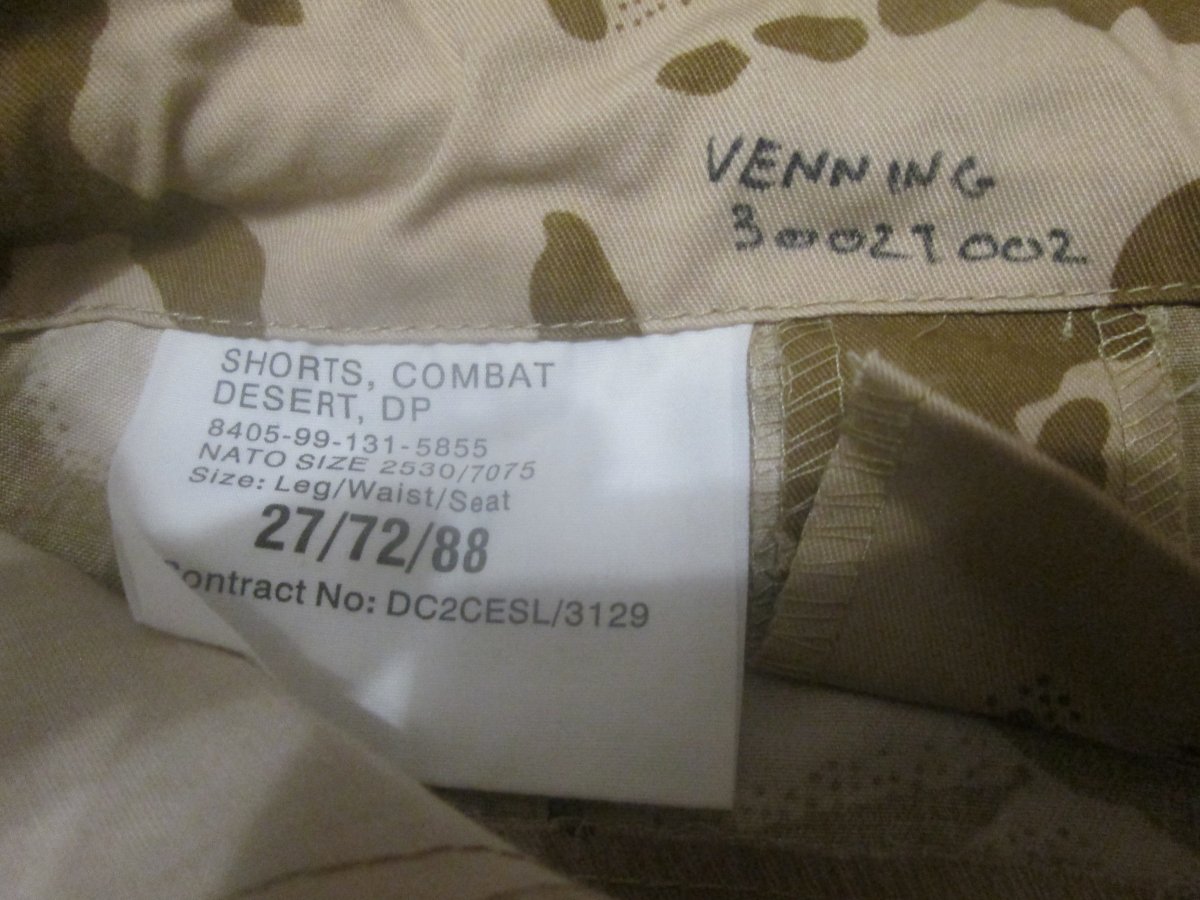 VENNING
30027002
SHORTS, COMBAT
DESERT, DP
8405-99-131-5855
NATO SIZE 2530/7075
Size: Leg/Waist/Seat
27/72/88
ontract No: DC2CESL/3129